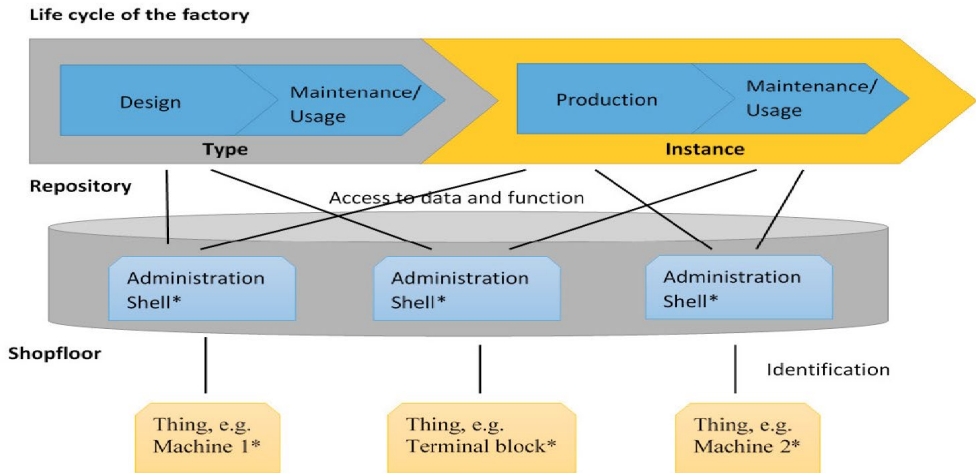 Life cycle of the factory
Design
Maintenance/
Usage
Production
Maintenance/
Usage
Type
Instance
Repository
Access to data and function
Administration
Shell*
Administration
Shell*
Administration
Shell*
Shopfloor
Identification
Thing, e.g.
Machine 1*
Thing, e.g.
Terminal block*
Thing, e.g.
Machine 2*